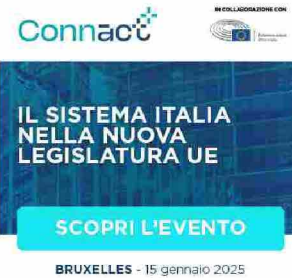 Connact
IN COLLABORAZIONE CON
IL SISTEMA ITALIA
NELLA NUOVA
LEGISLATURA UE
SCOPRI L'EVENTO
BRUXELLES - 15 gennaio 2025